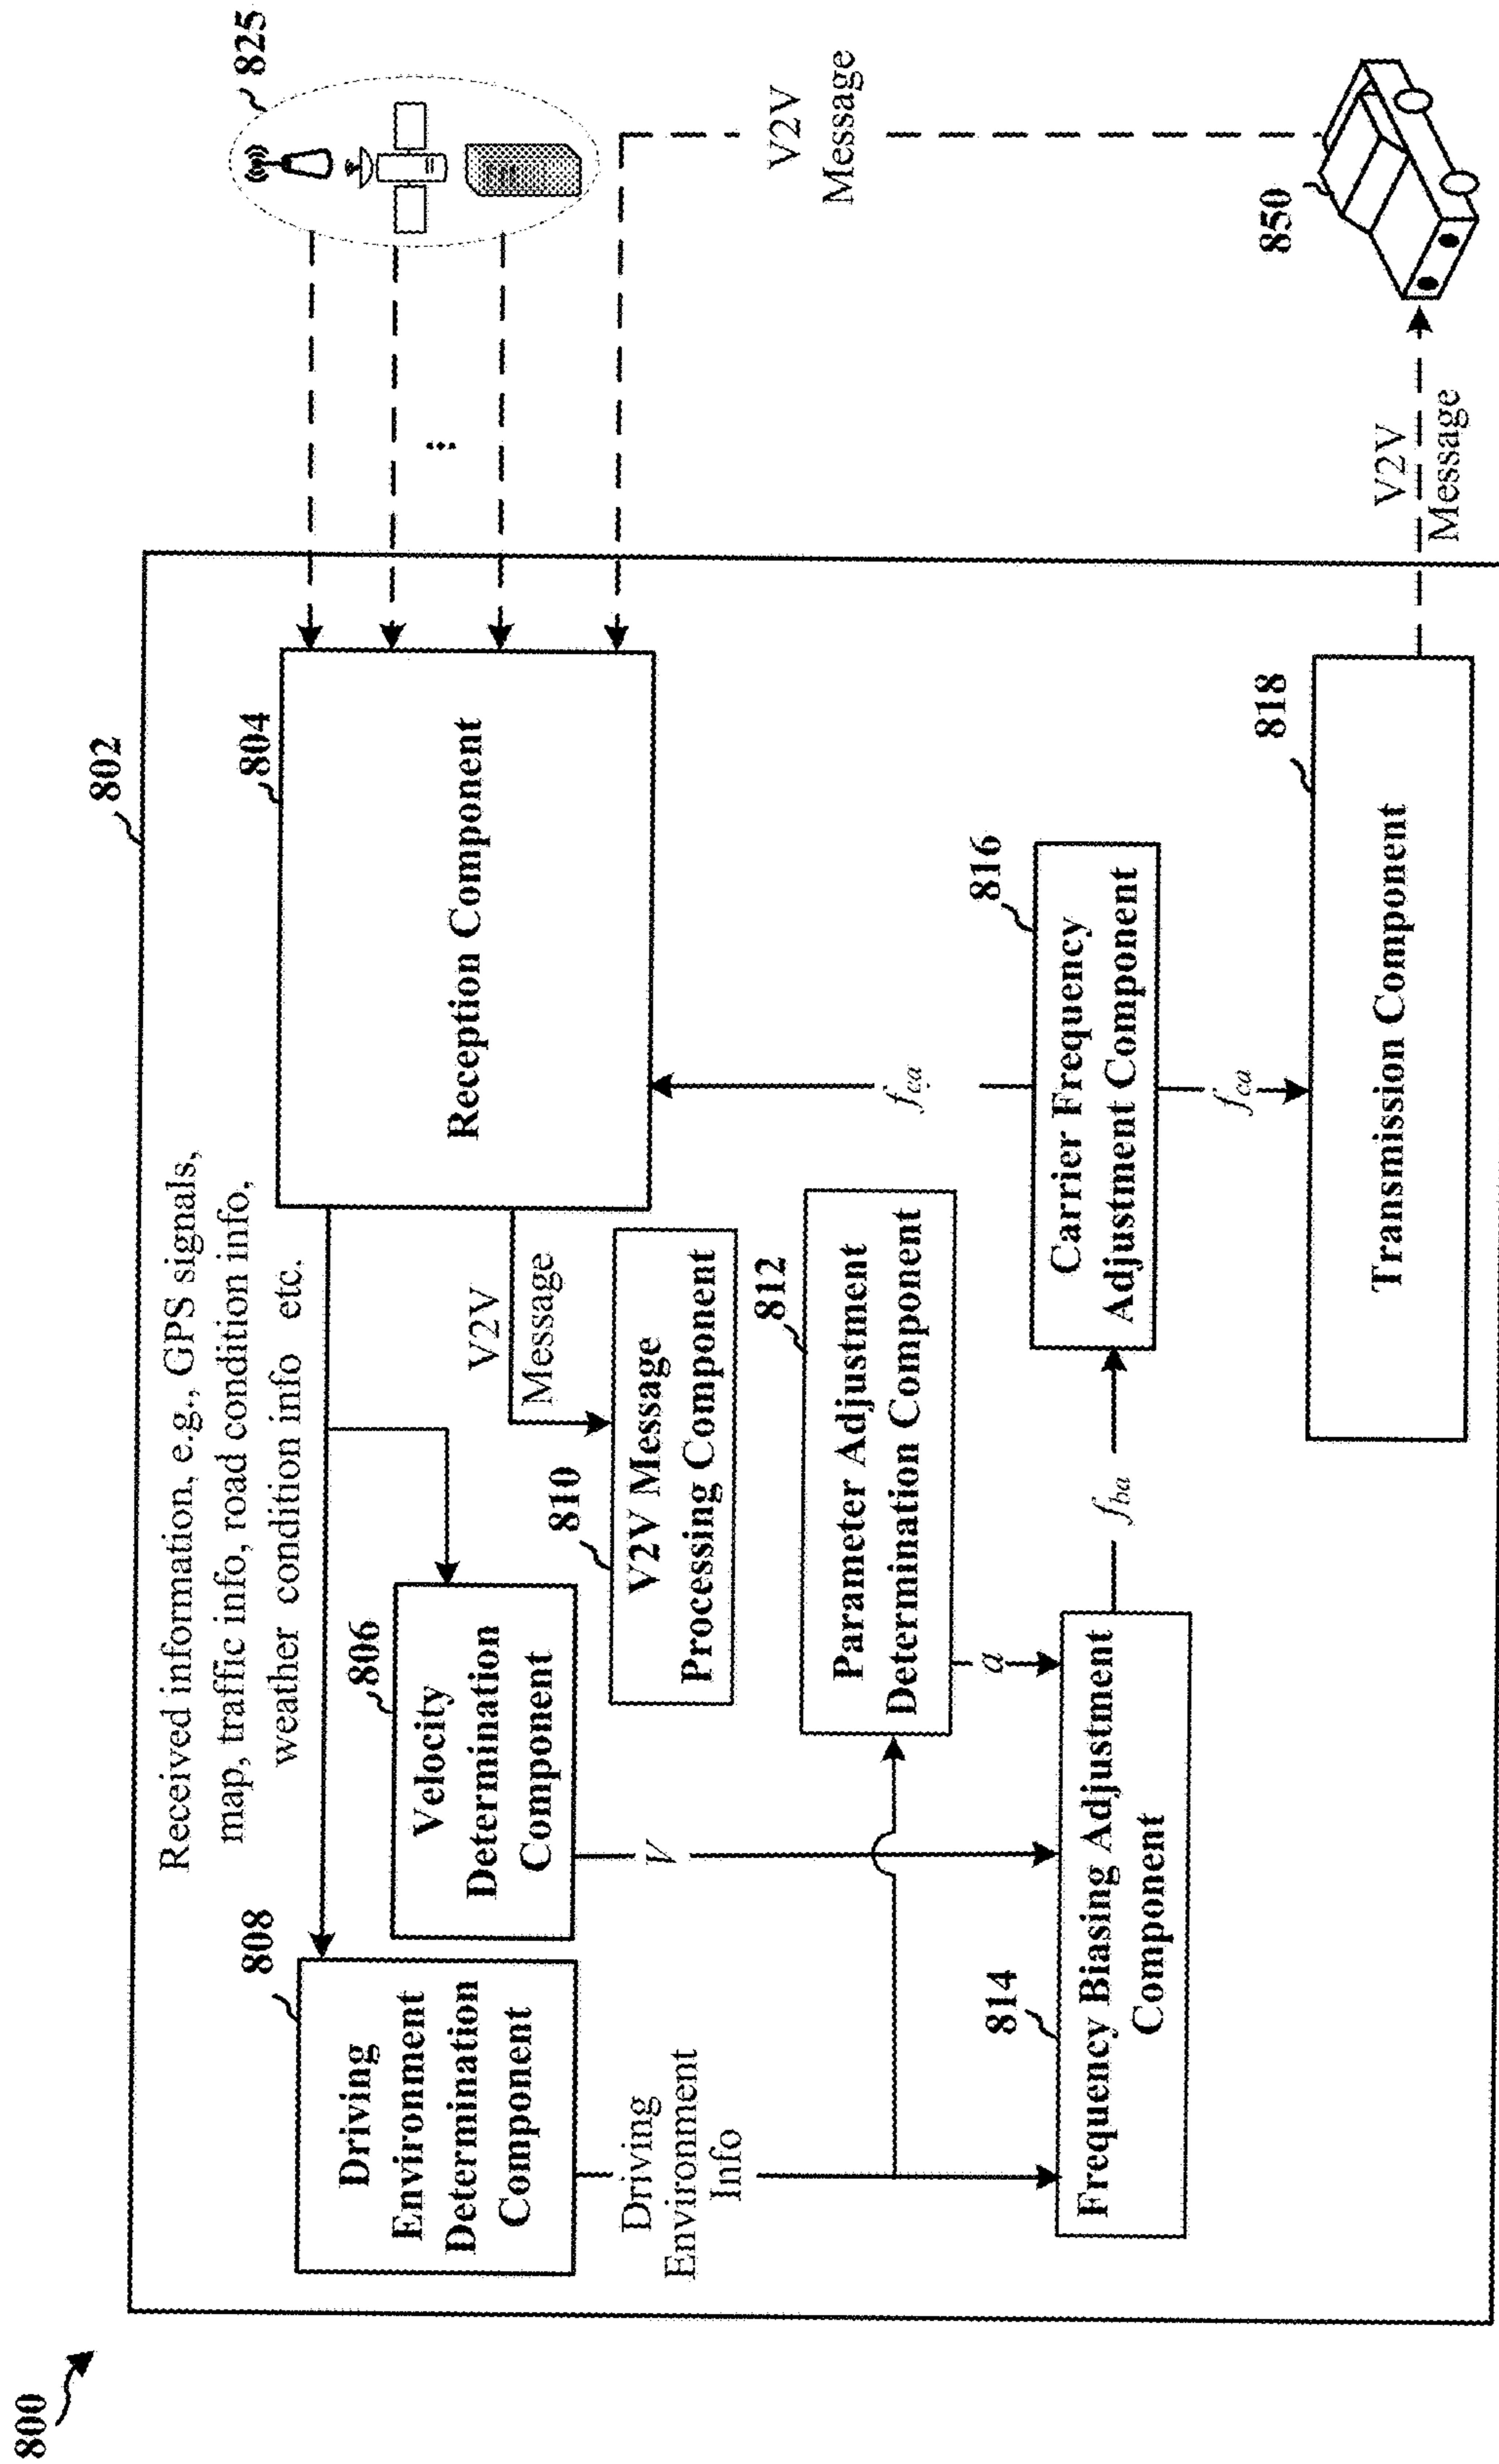 800
802
Received information, e.g., GPS signals,
map, traffic info, road condition info,
weather condition info etc.
808
Driving
Environment
Determination
Component
806
Velocity
Determination
Component
804
Reception Component
825
V2V
Message
810
V2V Message
Processing Component
V
Driving
Environment
Info
812
Parameter Adjustment
Determination Component
a
814
Frequency Biasing Adjustment
Component
fba
816
Carrier Frequency
Adjustment Component
fca
fca
818
Transmission Component
V2V
Message
V2V
Message
850